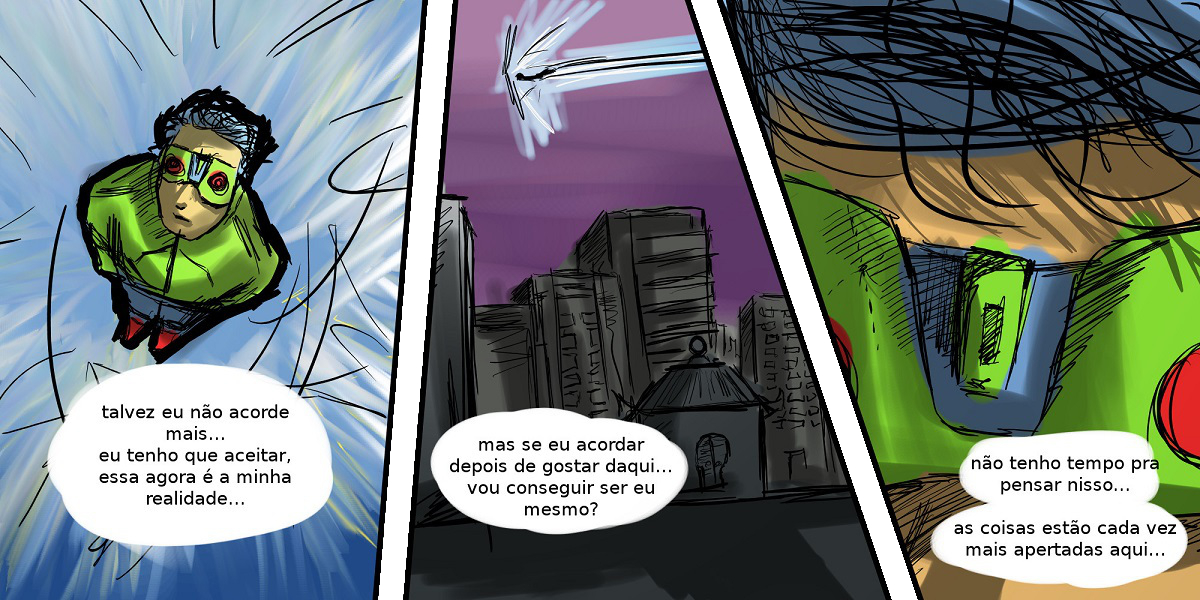 talvez eu não acorde
mais...
eu tenho que aceitar,
essa agora é a minha
realidade...
mas se eu acordar
depois de gostar daqui...
vou conseguir ser eu
mesmo?
não tenho tempo pra
pensar nisso...
as coisas estão cada vez
mais apertadas aqui...